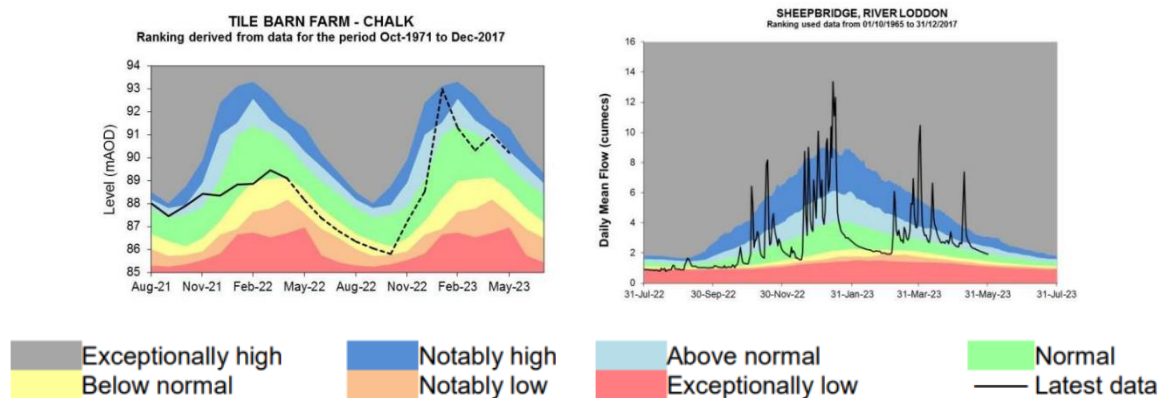 TILE BARN FARM - CHALK
Ranking derived from data for the period Oct-1971 to Dec-2017
Level (mAOD)
94
93
92
91
90
89
88
87
86
85
Aug-21 Nov-21 Feb-22 May-22 Aug-22 Nov-22 Feb-23 May-23
SHEEPBRIDGE, RIVER LODDON
Ranking used data from 01/10/1965 to 31/12/2017
Daily Mean Flow (cumecs)
16
14
12
10
8
6
4
2
0
31-Jul-22 30-Sep-22 30-Nov-22 31-Jan-23 31-Mar-23 31-May-23 31-Jul-23
Exceptionally high Notably high Above normal Normal
Below normal Notably low Exceptionally low Latest data